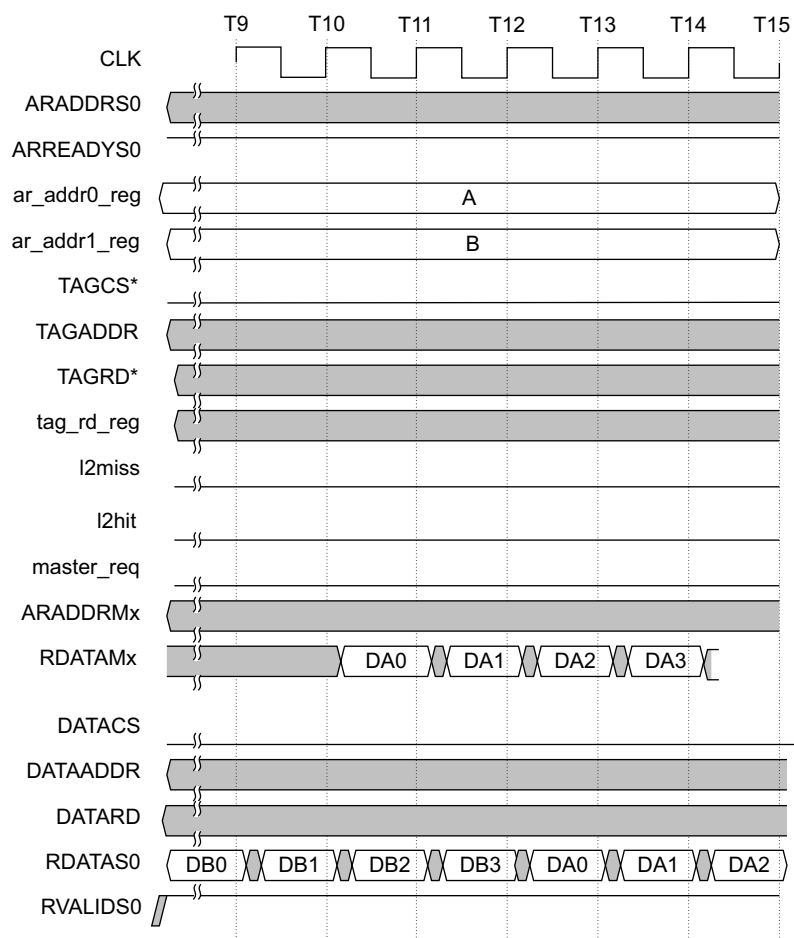 T9 T10 T11 T12 T13 T14 T15
CLK
ARADDRS0
ARREADYS0
ar_addr0_reg A
ar_addr1_reg B
TAGCS*
TAGADDR
TAGRD*
tag_rd_reg
l2miss
l2hit
master_req
ARADDRMx
RDATAMx DA0 DA1 DA2 DA3
DATACS
DATAADDR
DATARD
RDATAS0 DB0 DB1 DB2 DB3 DA0 DA1 DA2
RVALIDS0